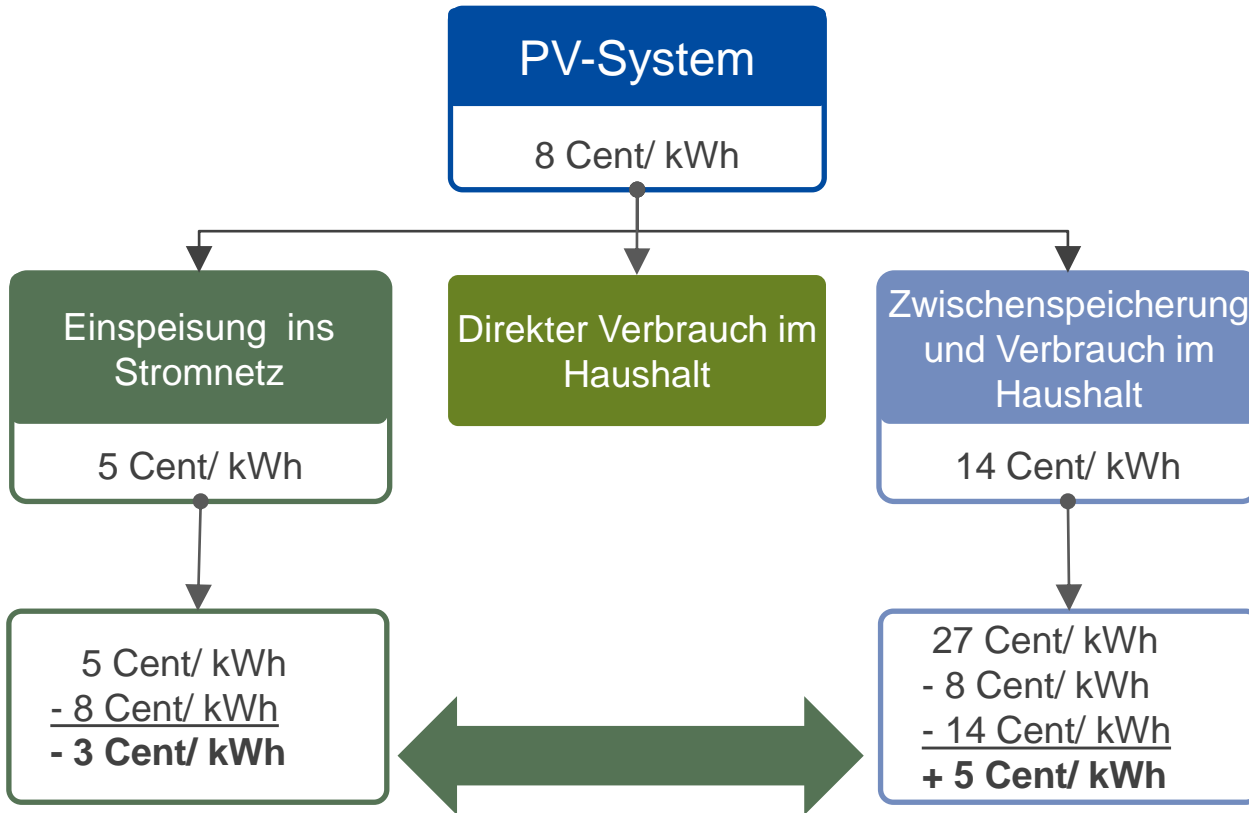 PV-System
8 Cent/ kWh
Einspeisung ins
Stromnetz
5 Cent/ kWh
Direkter Verbrauch im
Haushalt
Zwischenspeicherung
und Verbrauch im
Haushalt
14 Cent/ kWh
5 Cent/ kWh
- 8 Cent/ kWh
- 3 Cent/ kWh
27 Cent/ kWh
- 8 Cent/ kWh
- 14 Cent/ kWh
+ 5 Cent/ kWh